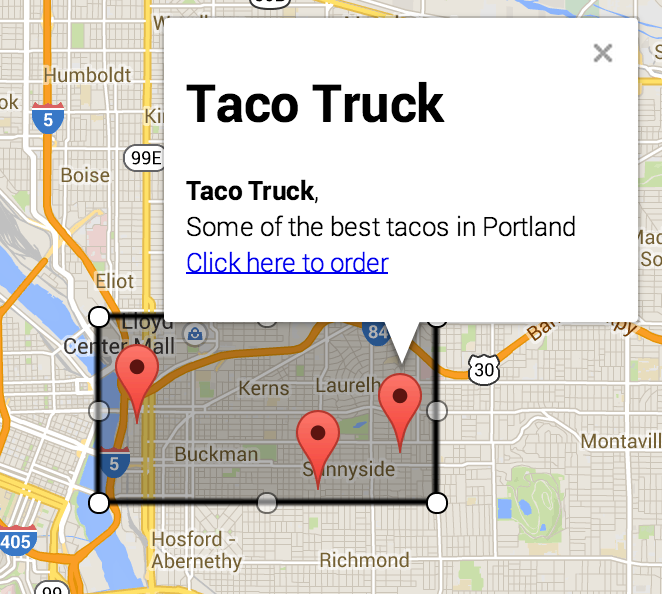 Humboldt
5
Ki
99E
Boise
Eliot
×
Taco Truck
Taco Truck,
Some of the best tacos in Portland
Click here to order
Lloyd
Center Mall
84
30
Kerns
Laurelh
Buckman
Sunnyside
5
Montavill
405
Hosford -
Abernethy
Richmond
99